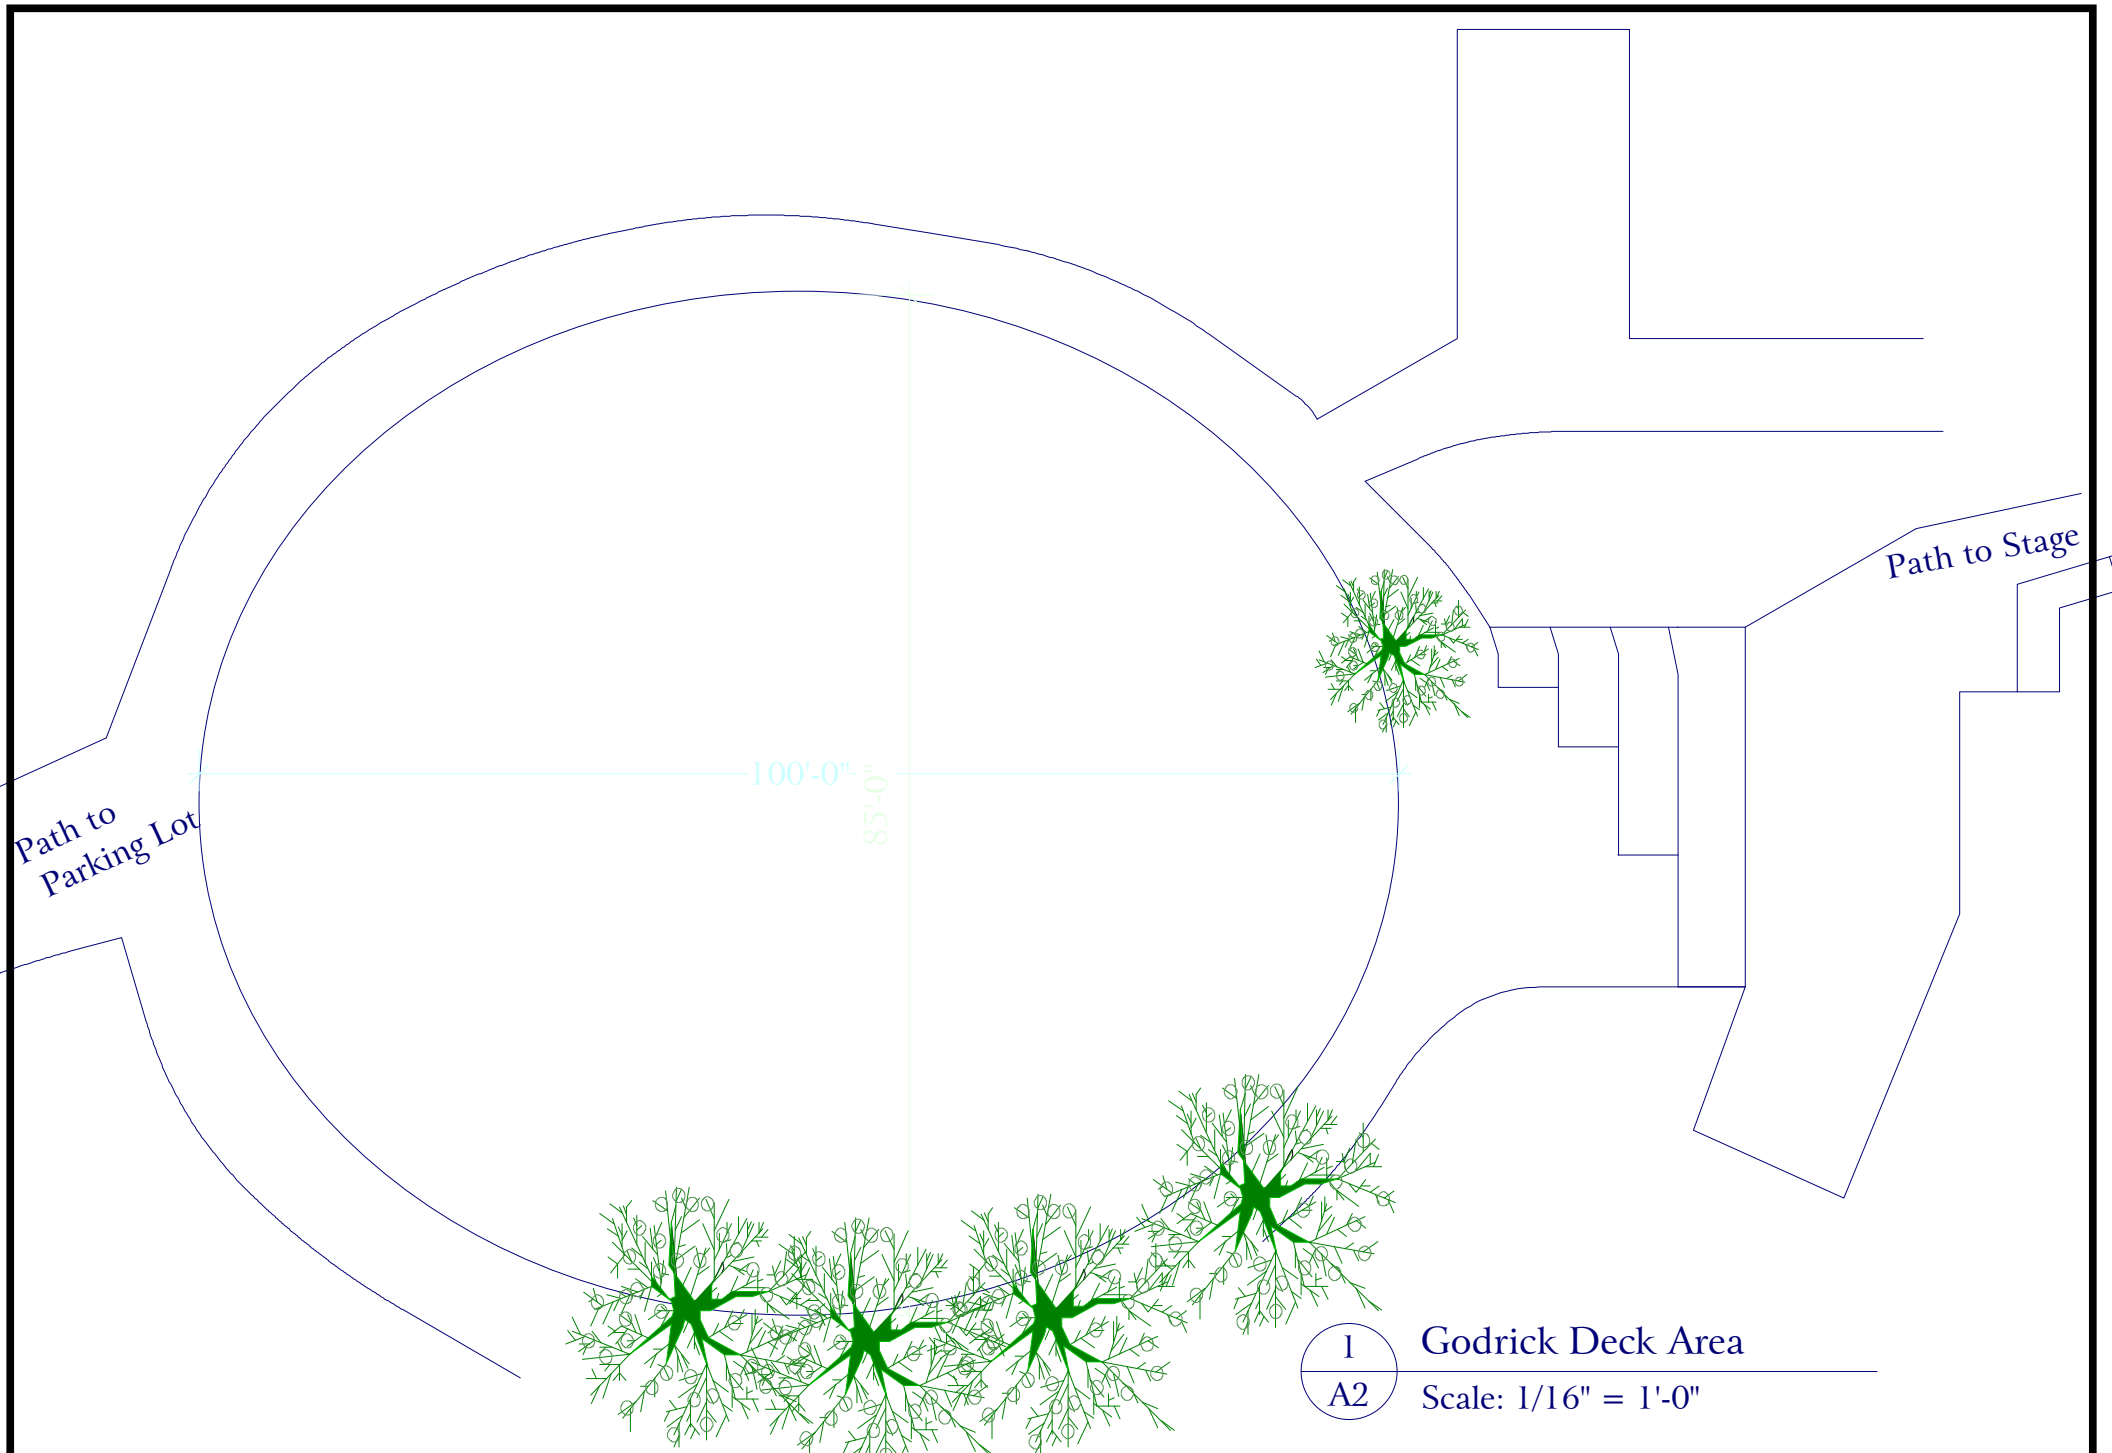 Path to Stage
100'-0"
85'-0"
Path to
Parking Lot
1
A2
Godrick Deck Area
Scale: 1/16" = 1'-0"